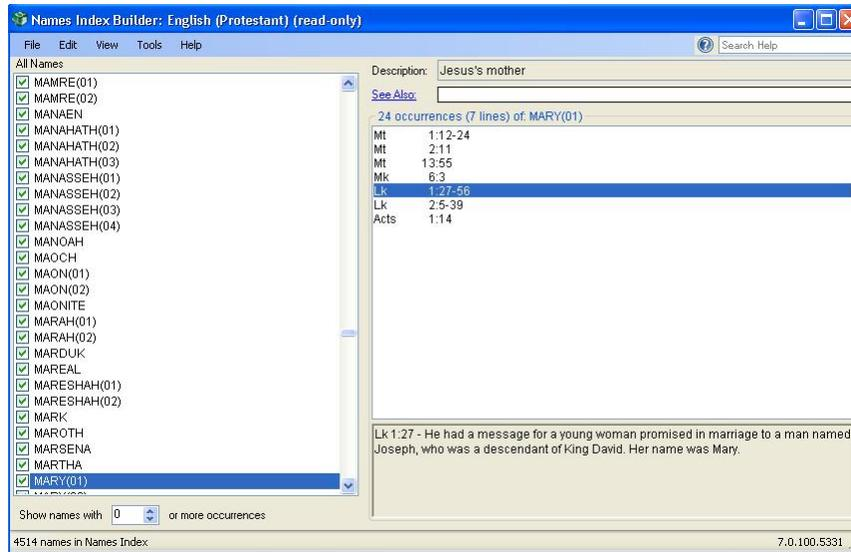 Names Index Builder: English (Protestant) (read-only)
File Edit View Tools Help
Search Help
All Names
MAMRE(01)
MAMRE(02)
MANAEN
MANAHATH(01)
MANAHATH(02)
MANAHATH(03)
MANASSEH(01)
MANASSEH(02)
MANASSEH(03)
MANASSEH(04)
MANOAH
MAOCH
MAON(01)
MAON(02)
MAONITE
MARAH(01)
MARAH(02)
MARDUK
MAREAL
MARESHAH(01)
MARESHAH(02)
MARK
MAROTH
MARSENA
MARTHA
MARY(01)
Show names with 0 or more occurrences
Description: Jesus's mother
See Also:
24 occurrences (7 lines) of: MARY(01)
Mt 1:12-24
Mt 2:11
Mt 13:55
Mk 6:3
Lk 1:27-56
Lk 2:5-39
Acts 1:14
Lk 1:27 - He had a message for a young woman promised in marriage to a man named
Joseph, who was a descendant of King David. Her name was Mary.
4514 names in Names Index
7.0.100.5331